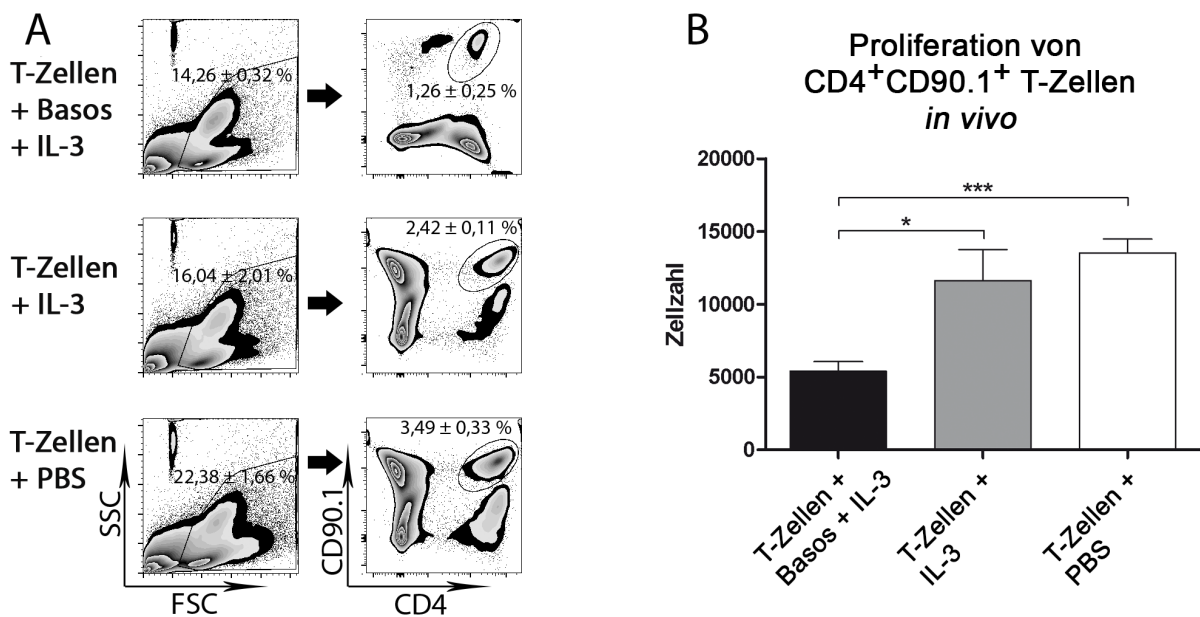 A
T-Zellen
+ Basos
+ IL-3
14,26 ± 0,32 %
1,26 ± 0,25 %
T-Zellen
+ IL-3
16,04 ± 2,01 %
2,42 ± 0,11 %
T-Zellen
+ PBS
22,38 ± 1,66 %
3,49 ± 0,33 %
SSC
FSC
CD90.1
CD4
B
Proliferation von
CD4⁺CD90.1⁺ T-Zellen
in vivo
Zellzahl
20000
15000
10000
5000
0
***
*
T-Zellen +
Basos + IL-3
T-Zellen +
IL-3
T-Zellen +
PBS